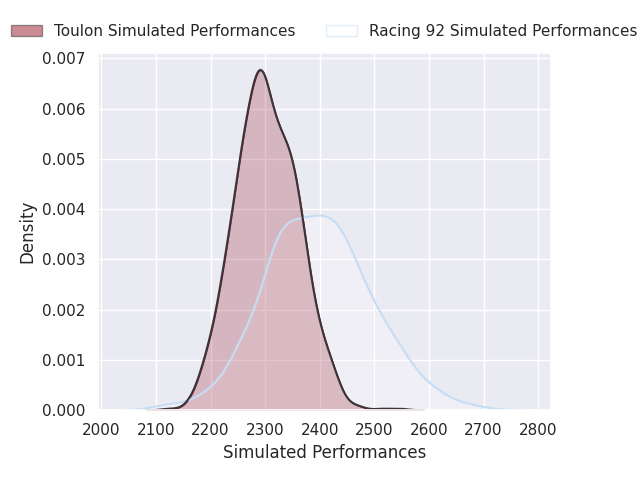 Toulon Simulated Performances
Racing 92 Simulated Performances
0.007
0.006
0.005
0.004
0.003
0.002
0.001
0.000
Density
2000 2100 2200 2300 2400 2500 2600 2700 2800
Simulated Performances